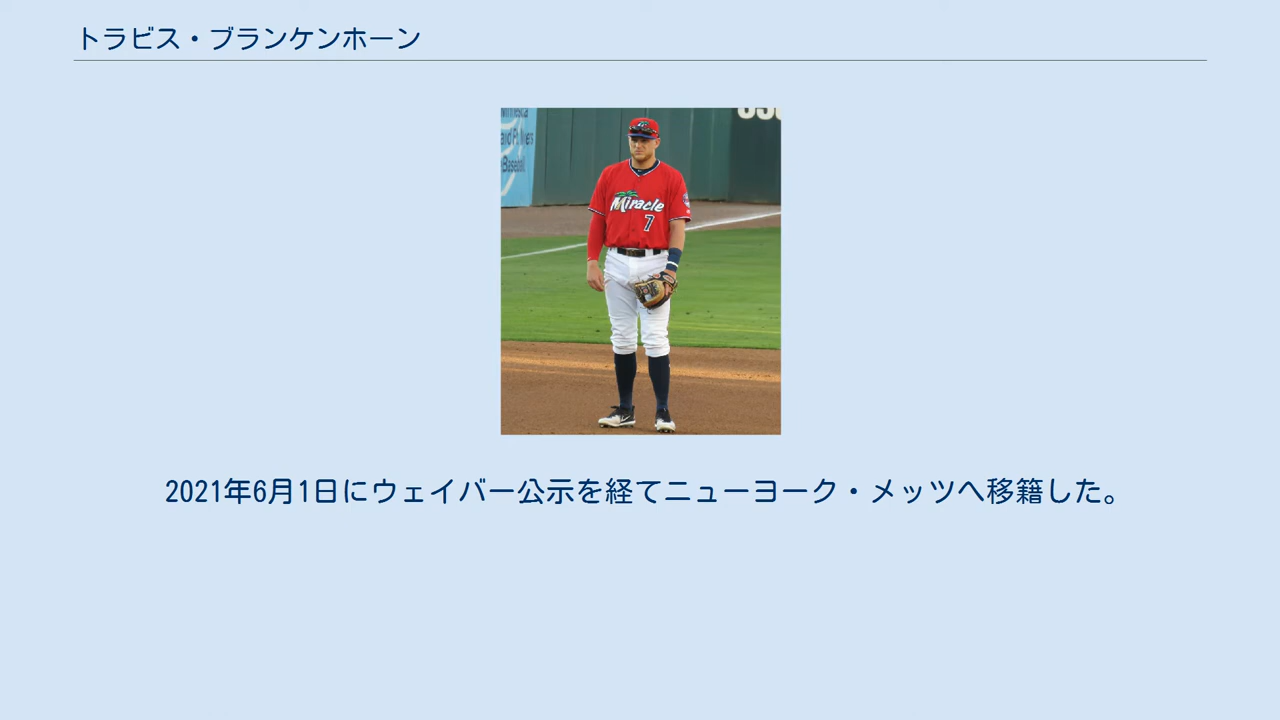 トラビス・ブランケンホーン
Miracle
7
Baseball
2021年6月1日にウェイバー公示を経てニューヨーク・メッツへ移籍した。